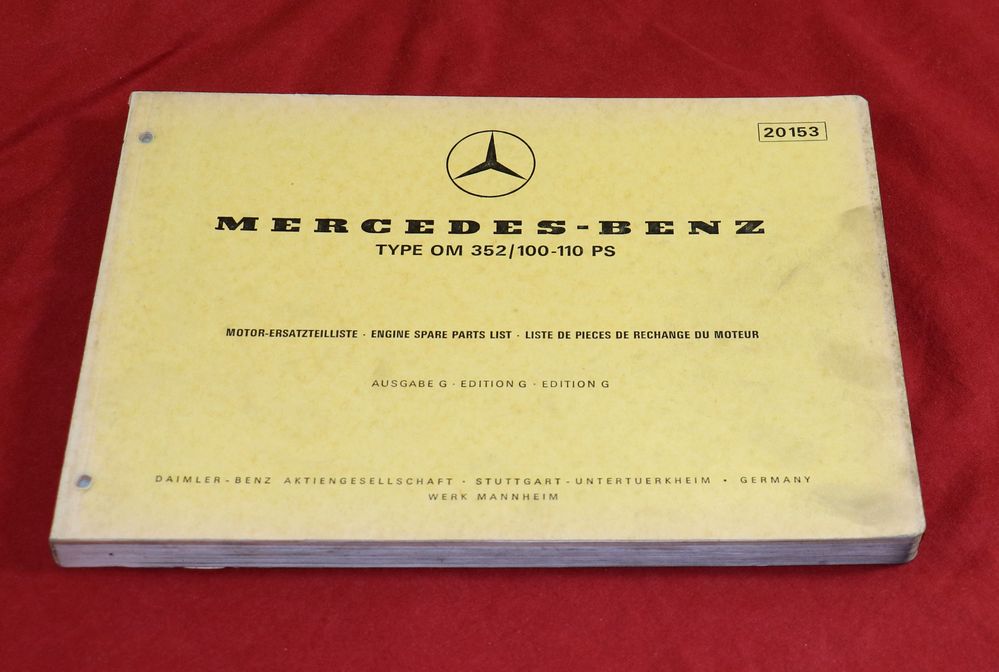 20153
MERCEDES-BENZ
TYPE OM 352/100-110 PS
MOTOR-ERSATZTEILLISTE · ENGINE SPARE PARTS LIST · LISTE DE PIECES DE RECHANGE DU MOTEUR
AUSGABE G · EDITION G · EDITION G
DAIMLER-BENZ AKTIENGESELLSCHAFT · STUTTGART-UNTERTUERKHEIM · GERMANY
WERK MANNHEIM